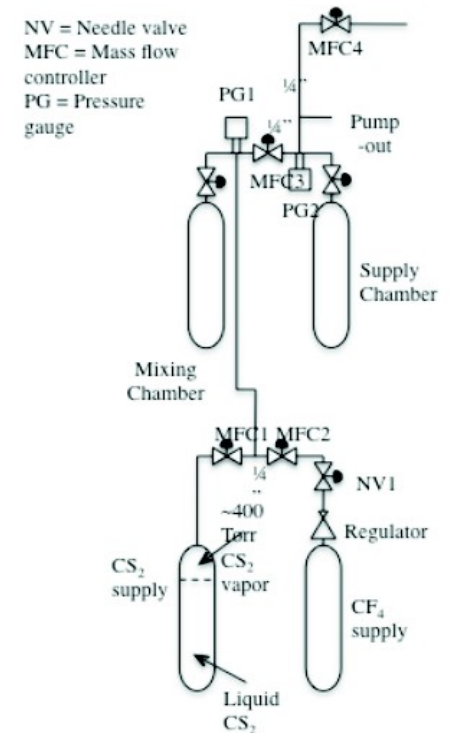 NV = Needle valve
MFC = Mass flow
controller
PG = Pressure
gauge
MFC4
PG1
¼"
¼"
Pump
-out
MFC3
PG2
Supply
Chamber
Mixing
Chamber
MFC1
MFC2
¼
"
NV1
~400
Torr
CS₂
vapor
Regulator
CS₂
supply
CF₄
supply
Liquid
CS₂